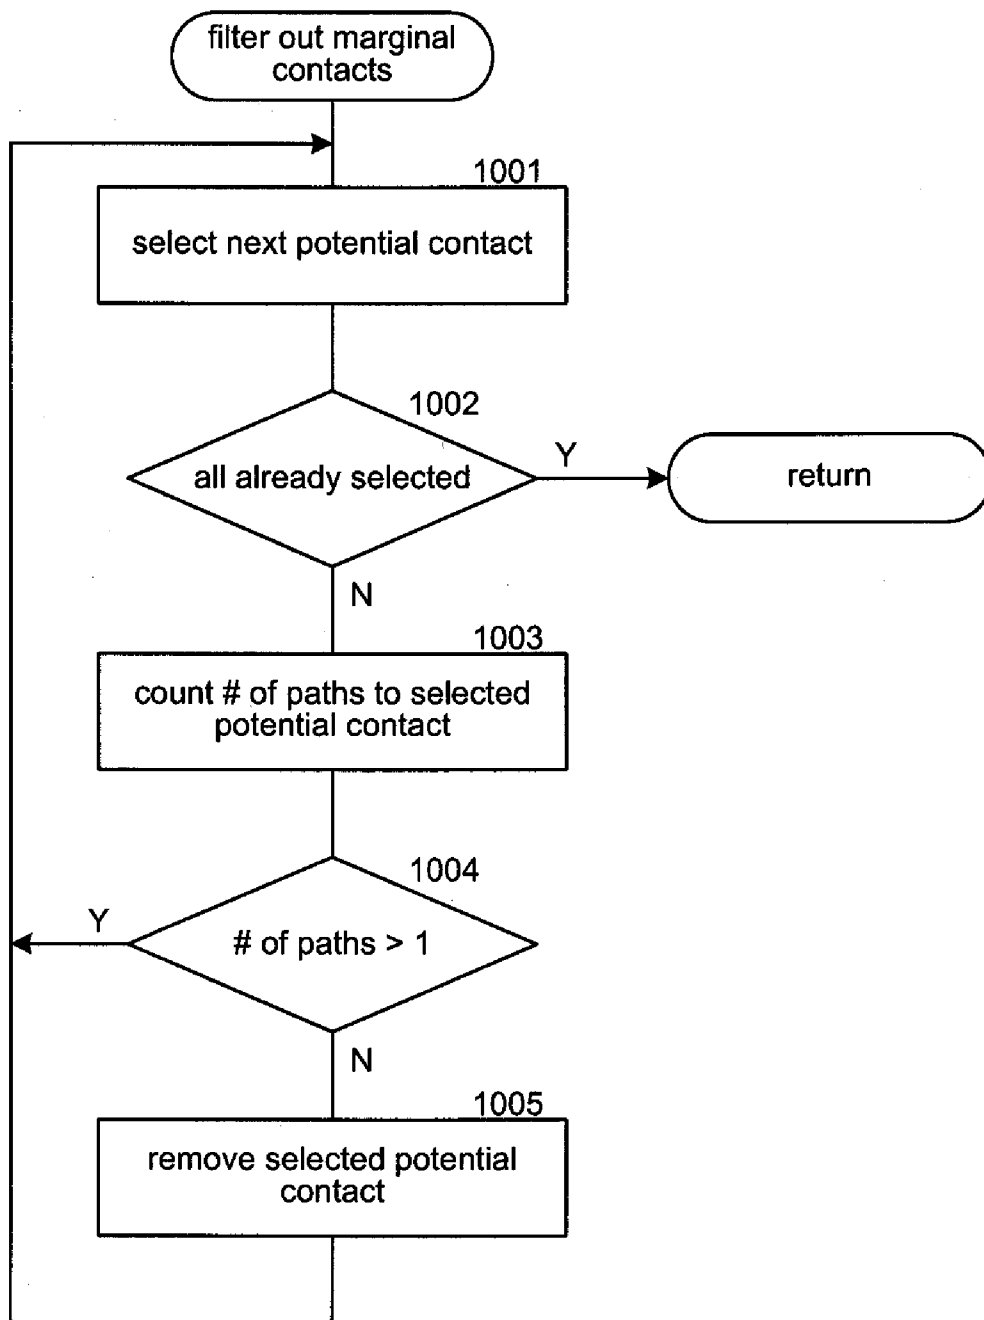 filter out marginal
contacts
1001
select next potential contact
1002
all already selected
Y
return
N
1003
count # of paths to selected
potential contact
1004
Y
# of paths > 1
N
1005
remove selected potential
contact